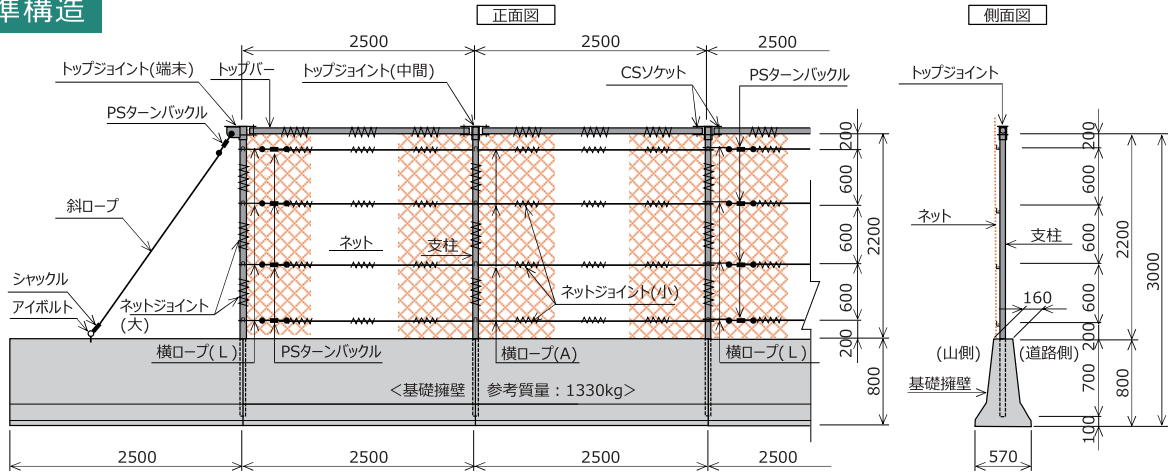 準構造
正面図
側面図
2500 2500 2500
トップジョイント(端末) トップバー トップジョイント(中間) CSソケット PSターンバックル トップジョイント
PSターンバックル
斜ロープ
ネット 支柱
シャックル
アイボルト
ネットジョイント
(大)
ネットジョイント(小)
横ロープ(L) PSターンバックル 横ロープ(A) 横ロープ(L)
<基礎擁壁 参考質量：1330kg>
200
600
600
600
200
2200
800
2500 2500 2500 2500
ネット
支柱
160
(山側) (道路側)
基礎擁壁
200
600
600
600
200
700
100
2200
800
3000
570